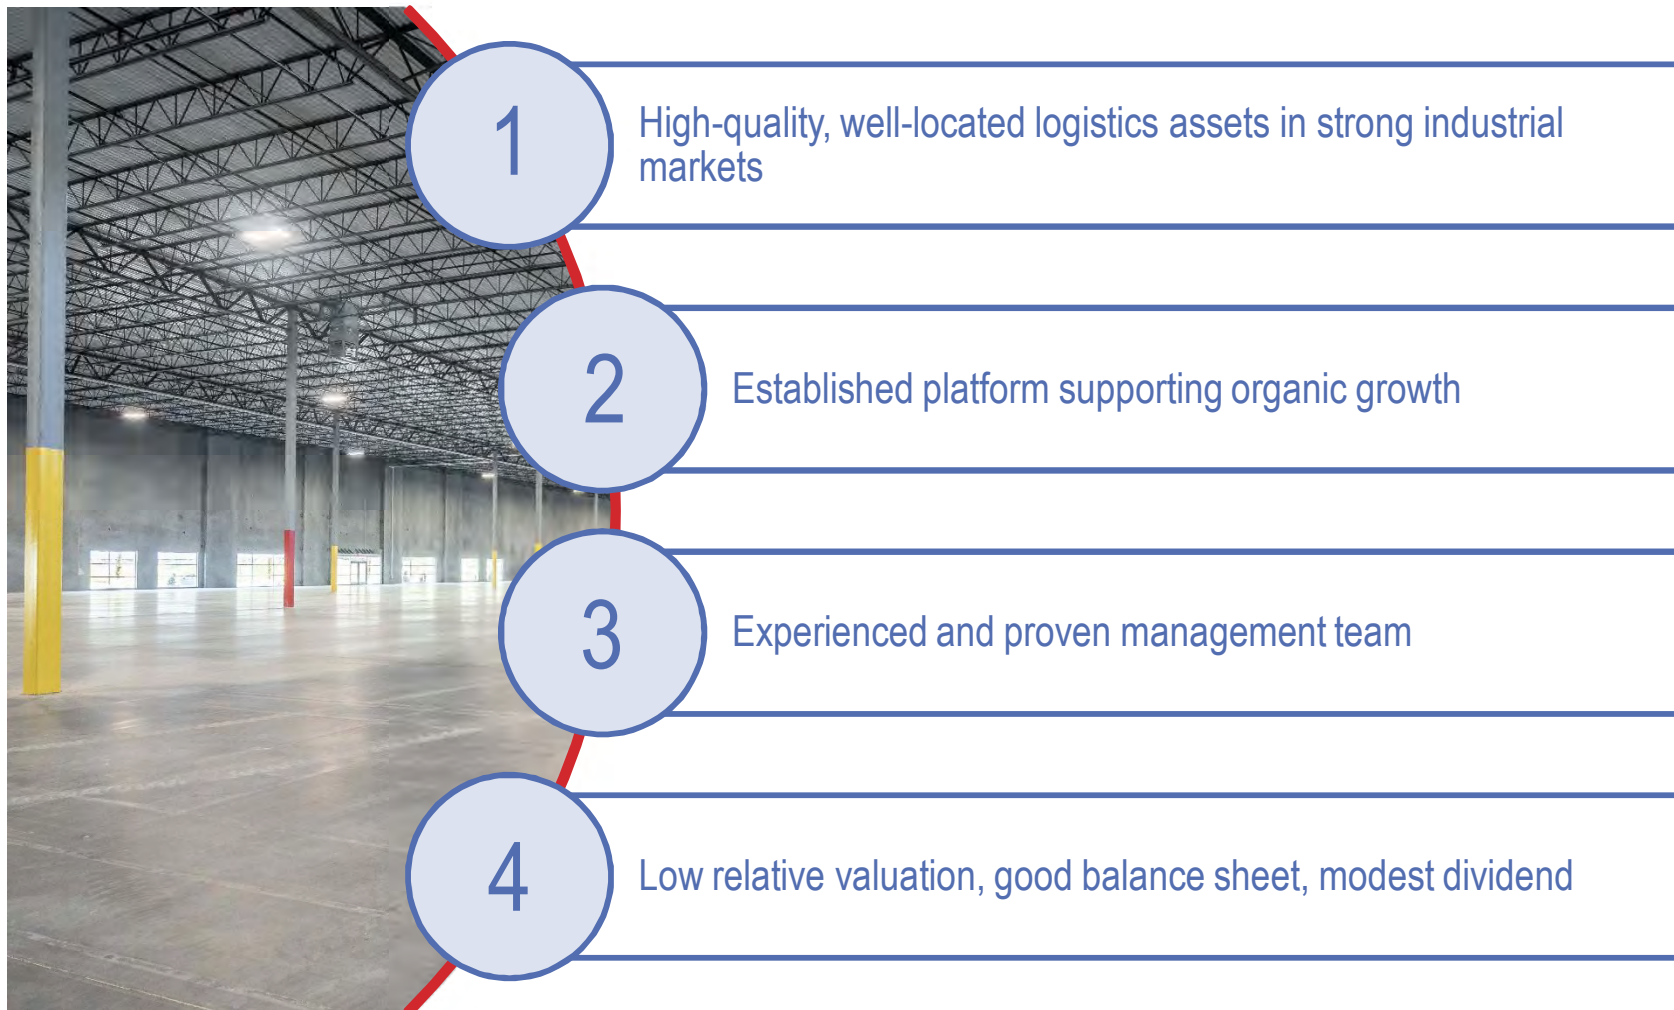 1
High-quality, well-located logistics assets in strong industrial
markets
2
Established platform supporting organic growth
3
Experienced and proven management team
4
Low relative valuation, good balance sheet, modest dividend